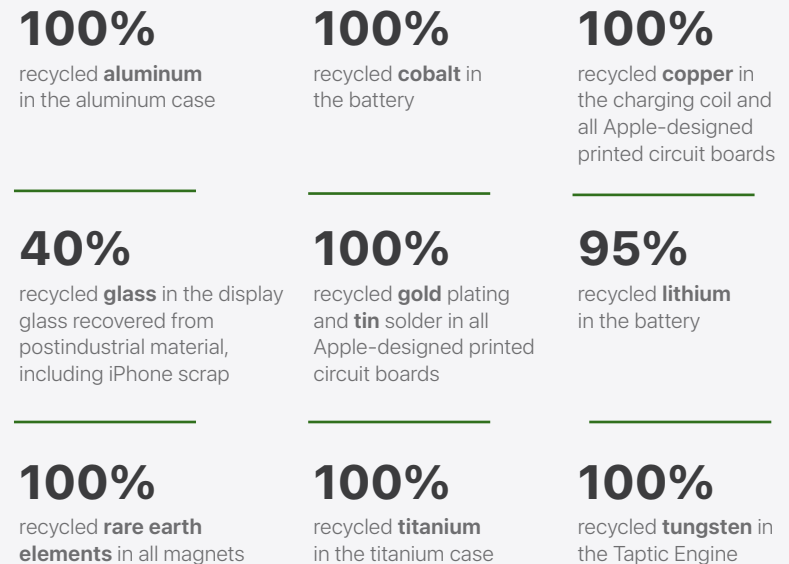 100%
recycled aluminum
in the aluminum case
100%
recycled cobalt in
the battery
100%
recycled copper in
the charging coil and
all Apple-designed
printed circuit boards
40%
recycled glass in the display
glass recovered from
postindustrial material,
including iPhone scrap
100%
recycled gold plating
and tin solder in all
Apple-designed printed
circuit boards
95%
recycled lithium
in the battery
100%
recycled rare earth
elements in all magnets
100%
recycled titanium
in the titanium case
100%
recycled tungsten in
the Taptic Engine